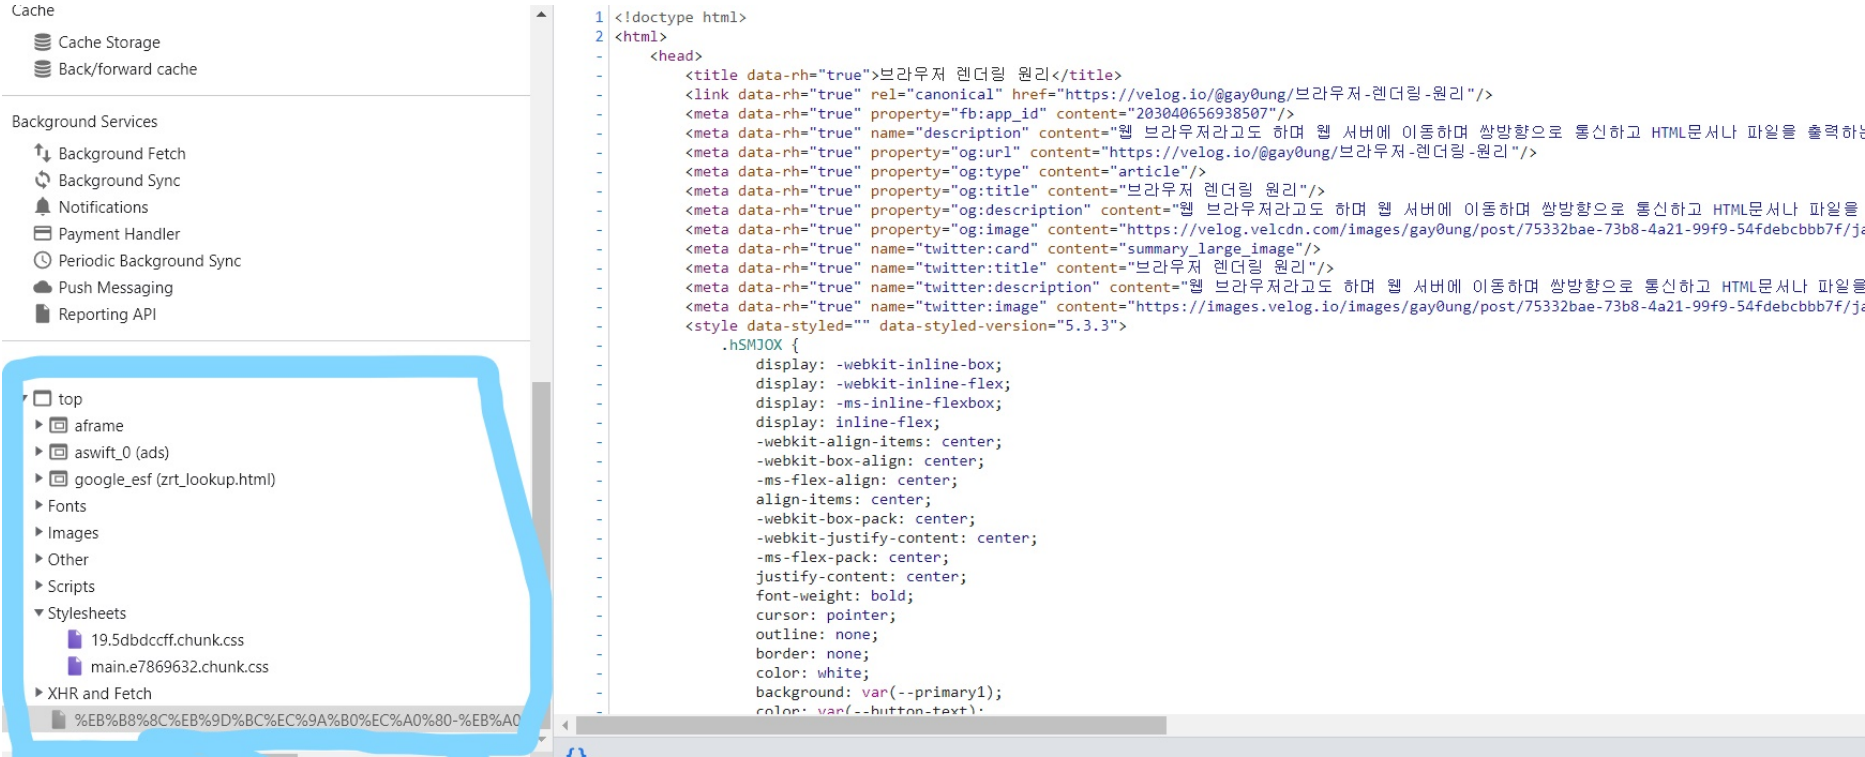 Cache
Cache Storage
Back/forward cache
Background Services
Background Fetch
Background Sync
Notifications
Payment Handler
Periodic Background Sync
Push Messaging
Reporting API
top
aframe
aswift_0 (ads)
google_esf (zrt_lookup.html)
Fonts
Images
Other
Scripts
Stylesheets
19.5dbdccff.chunk.css
main.e7869632.chunk.css
XHR and Fetch
%EB%B8%8C%EB%9D%BC%EC%9A%B0%EC%A0%80-%EB%A0
1 <!doctype html>
2 <html>
- <head>
- <title data-rh="true">브라우저 렌더링 원리</title>
- <link data-rh="true" rel="canonical" href="https://velog.io/@gay0ung/브라우저-렌더링-원리"/>
- <meta data-rh="true" property="fb:app_id" content="203040656938507"/>
- <meta data-rh="true" name="description" content="웹 브라우저라고도 하며 웹 서버에 이동하며 쌍방향으로 통신하고 HTML문서나 파일을 출력하는
- <meta data-rh="true" property="og:url" content="https://velog.io/@gay0ung/브라우저-렌더링-원리"/>
- <meta data-rh="true" property="og:type" content="article"/>
- <meta data-rh="true" property="og:title" content="브라우저 렌더링 원리"/>
- <meta data-rh="true" property="og:description" content="웹 브라우저라고도 하며 웹 서버에 이동하며 쌍방향으로 통신하고 HTML문서나 파일을
- <meta data-rh="true" property="og:image" content="https://velog.velcdn.com/images/gay0ung/post/75332bae-73b8-4a21-99f9-54fdebcbbb7f/ja
- <meta data-rh="true" name="twitter:card" content="summary_large_image"/>
- <meta data-rh="true" name="twitter:title" content="브라우저 렌더링 원리"/>
- <meta data-rh="true" name="twitter:description" content="웹 브라우저라고도 하며 웹 서버에 이동하며 쌍방향으로 통신하고 HTML문서나 파일을
- <meta data-rh="true" name="twitter:image" content="https://images.velog.io/images/gay0ung/post/75332bae-73b8-4a21-99f9-54fdebcbbb7f/ja
- <style data-styled="" data-styled-version="5.3.3">
- .hSMJOX {
- display: -webkit-inline-box;
- display: -webkit-inline-flex;
- display: -ms-inline-flexbox;
- display: inline-flex;
- -webkit-align-items: center;
- -webkit-box-align: center;
- -ms-flex-align: center;
- align-items: center;
- -webkit-box-pack: center;
- -webkit-justify-content: center;
- -ms-flex-pack: center;
- justify-content: center;
- font-weight: bold;
- cursor: pointer;
- outline: none;
- border: none;
- color: white;
- background: var(--primary1);
- color: var(--button-text);
{}